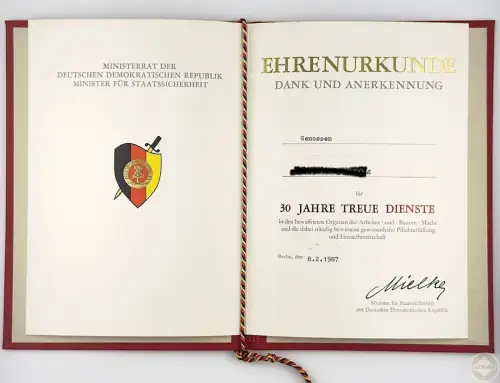 MINISTERRAT DER
DEUTSCHEN DEMOKRATISCHEN REPUBLIK
MINISTER FÜR STAATSSICHERHEIT
EHRENURKUNDE
DANK UND ANERKENNUNG
Genossen
für
30 JAHRE TREUE DIENSTE
in den bewaffneten Organen der Arbeiter-und-Bauern-Macht
und die dabei ständig bewiesene gewissenhafte Pflichterfüllung
und Einsatzbereitschaft
Berlin, den 8.2.1987
Mielke
Minister für Staatssicherheit
der Deutschen Demokratischen Republik